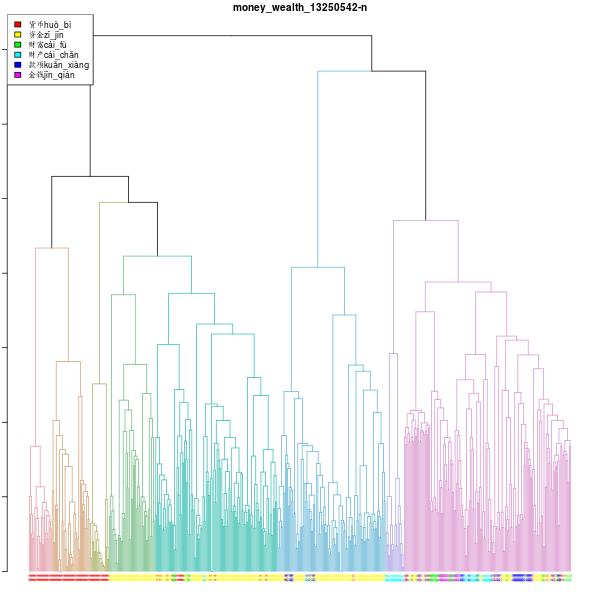 money_wealth_13250542-n
货币huò_bì
资金zī_jīn
财富cái_fù
财产cái_chǎn
款项kuǎn_xiàng
金钱jīn_qián